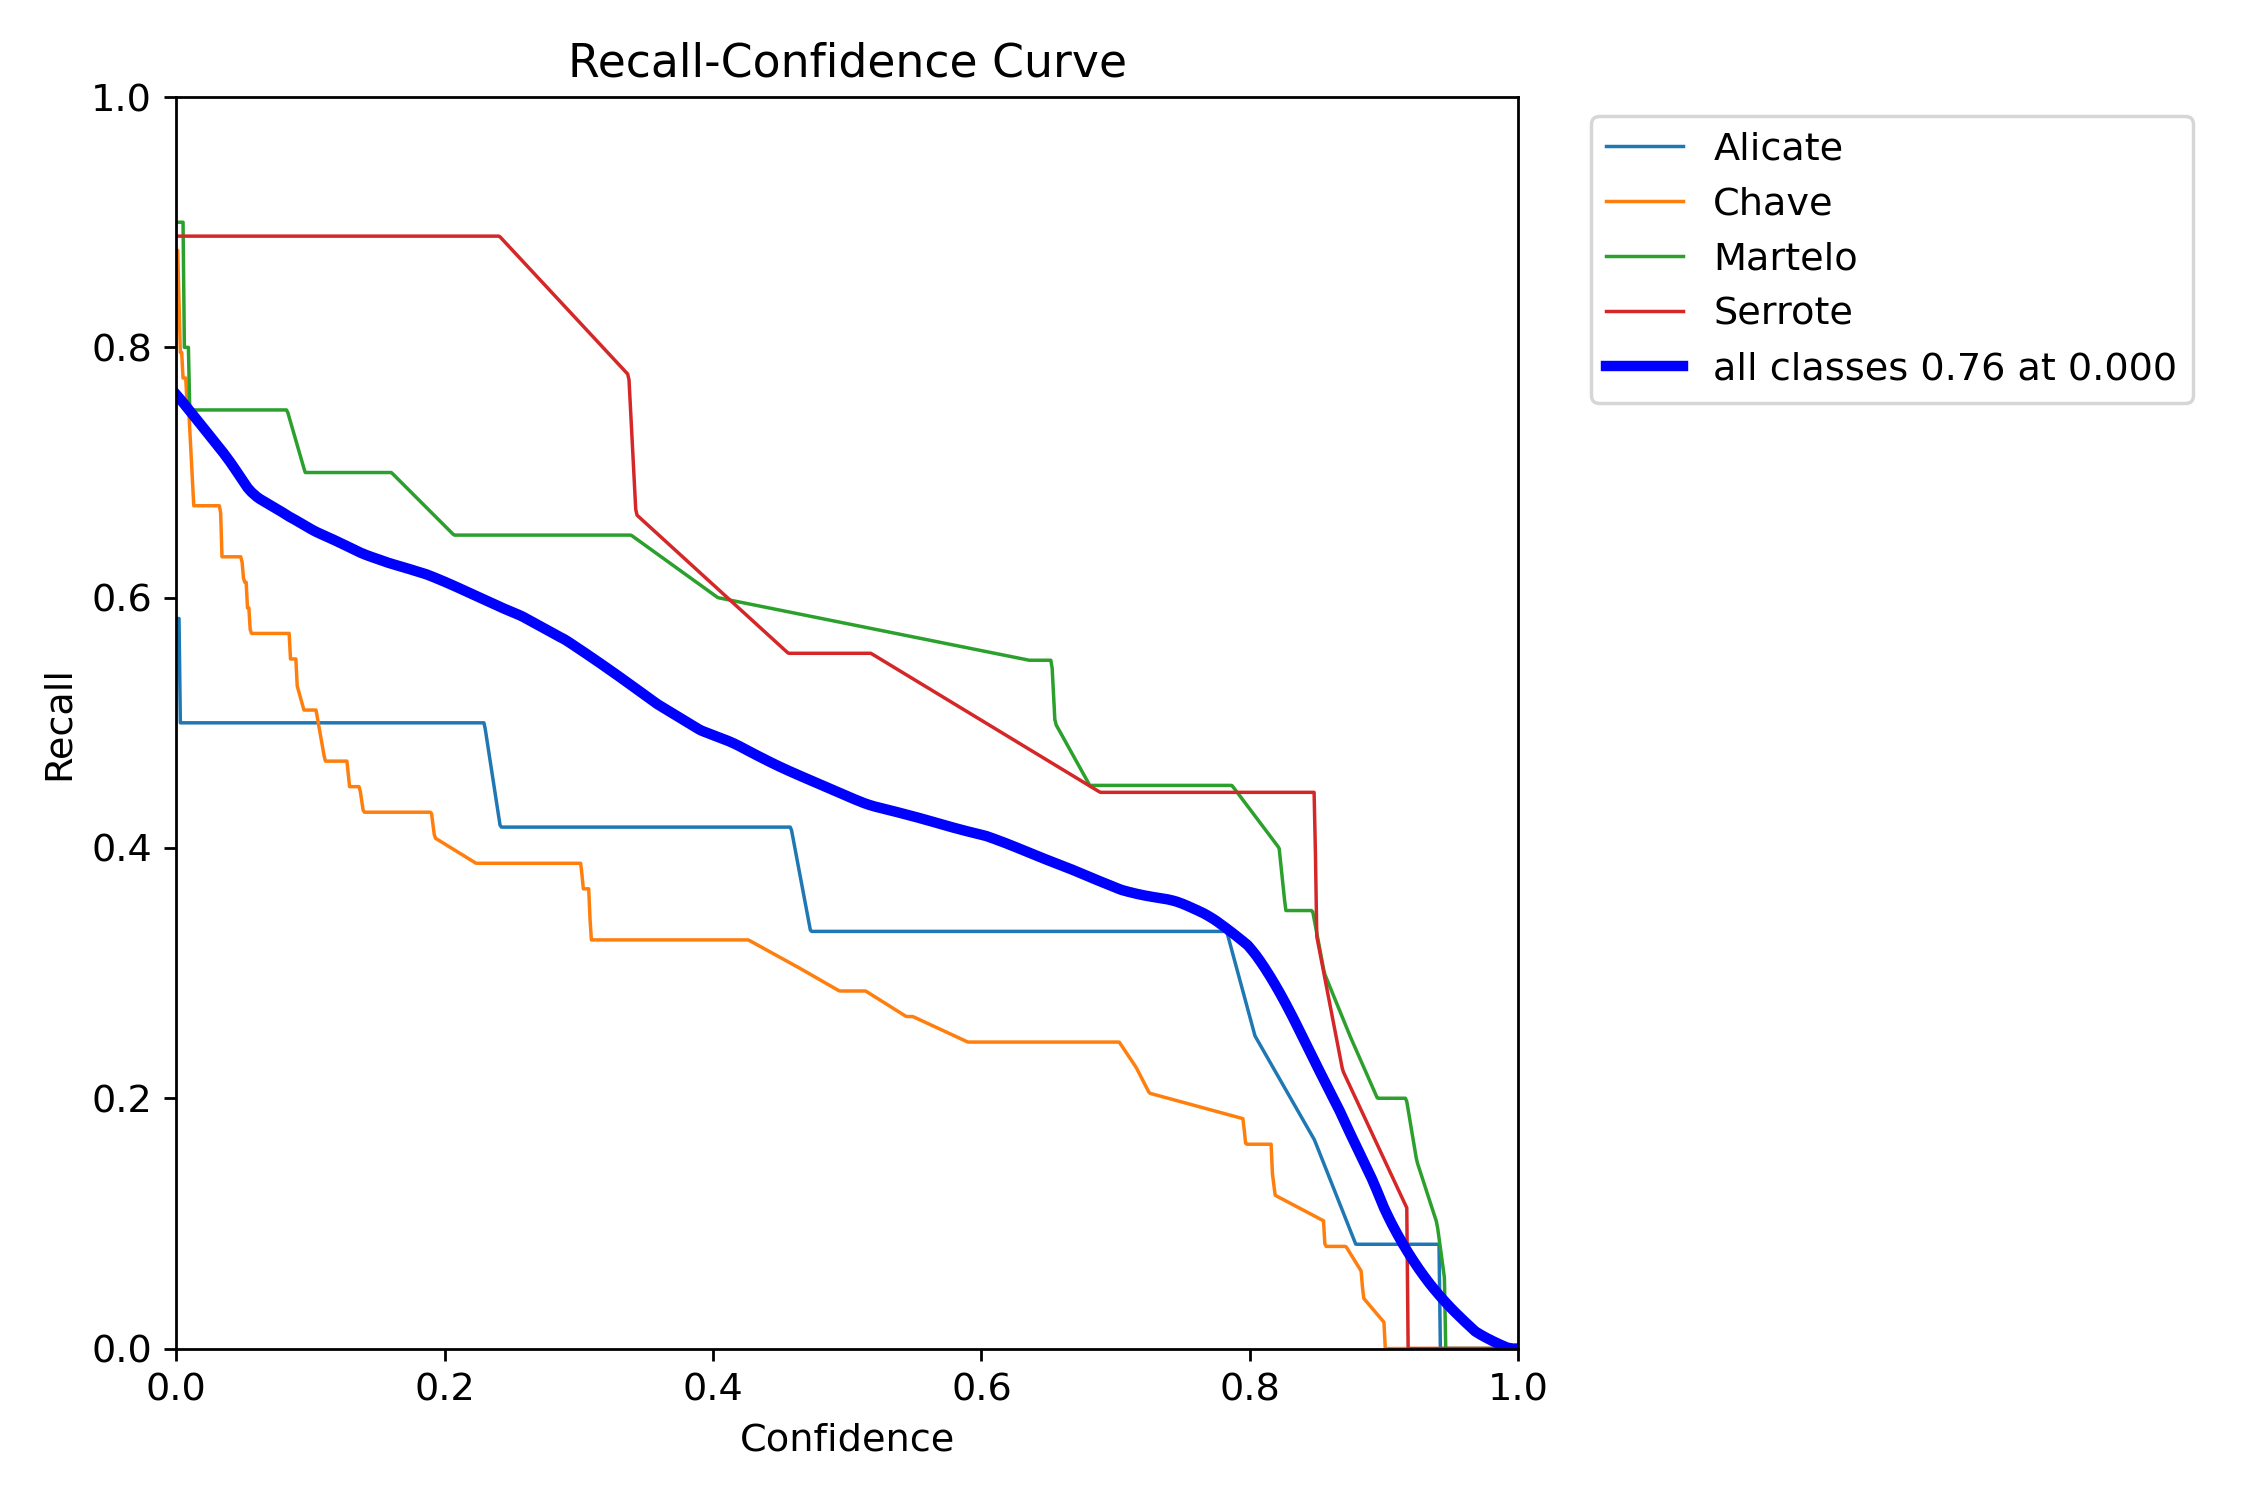 Recall-Confidence Curve
1.0
0.8
0.6
0.4
0.2
0.0
Recall
0.0 0.2 0.4 0.6 0.8 1.0
Confidence
Alicate
Chave
Martelo
Serrote
all classes 0.76 at 0.000